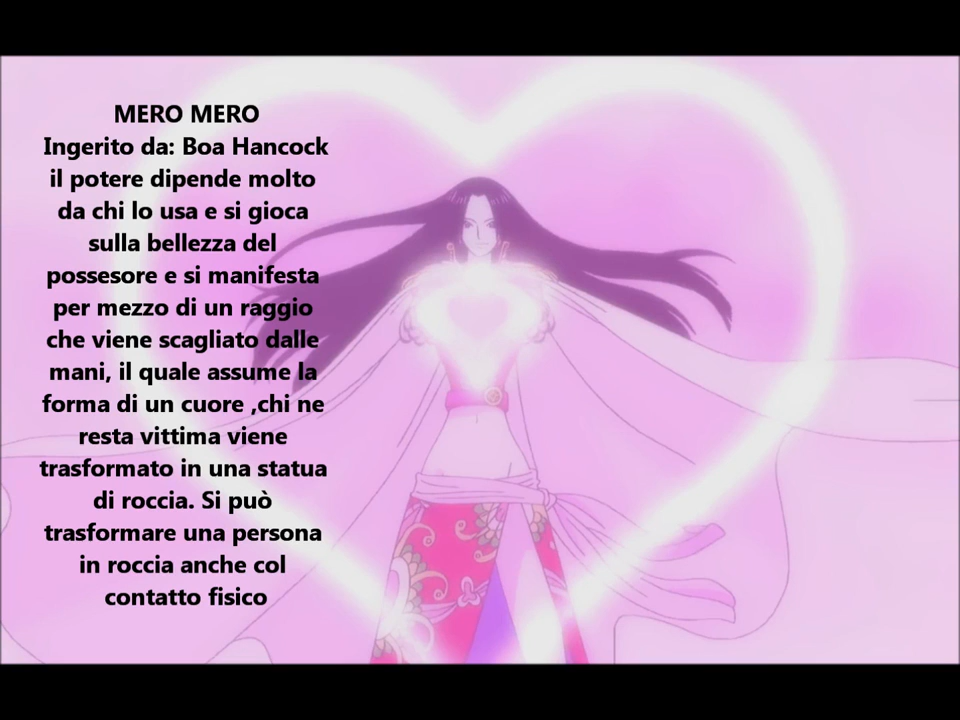 MERO MERO
Ingerito da: Boa Hancock
il potere dipende molto
da chi lo usa e si gioca
sulla bellezza del
possesore e si manifesta
per mezzo di un raggio
che viene scagliato dalle
mani, il quale assume la
forma di un cuore ,chi ne
resta vittima viene
trasformato in una statua
di roccia. Si può
trasformare una persona
in roccia anche col
contatto fisico